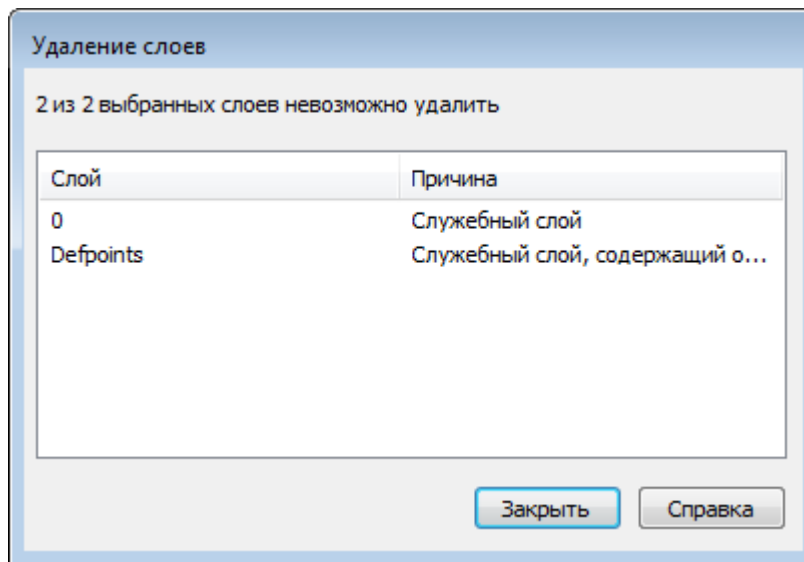 Удаление слоев
2 из 2 выбранных слоев невозможно удалить
Слой Причина
0 Служебный слой
Defpoints Служебный слой, содержащий о...
Закрыть Справка